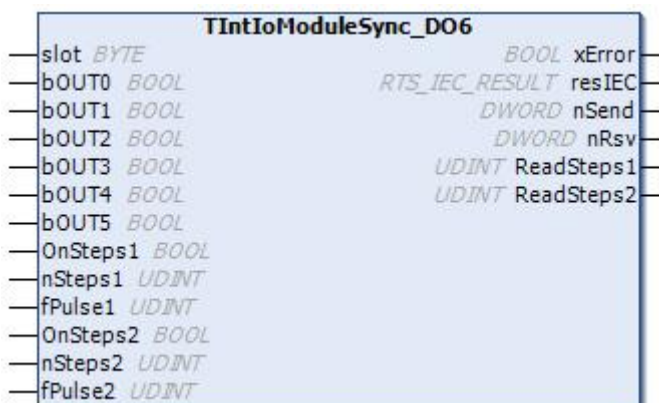 TIntIoModuleSync_DO6
slot BYTE BOOL xError
bOUT0 BOOL RTS_IEC_RESULT resIEC
bOUT1 BOOL DWORD nSend
bOUT2 BOOL DWORD nRsv
bOUT3 BOOL UDINT ReadSteps1
bOUT4 BOOL UDINT ReadSteps2
bOUT5 BOOL
OnSteps1 BOOL
nSteps1 UDINT
fPulse1 UDINT
OnSteps2 BOOL
nSteps2 UDINT
fPulse2 UDINT